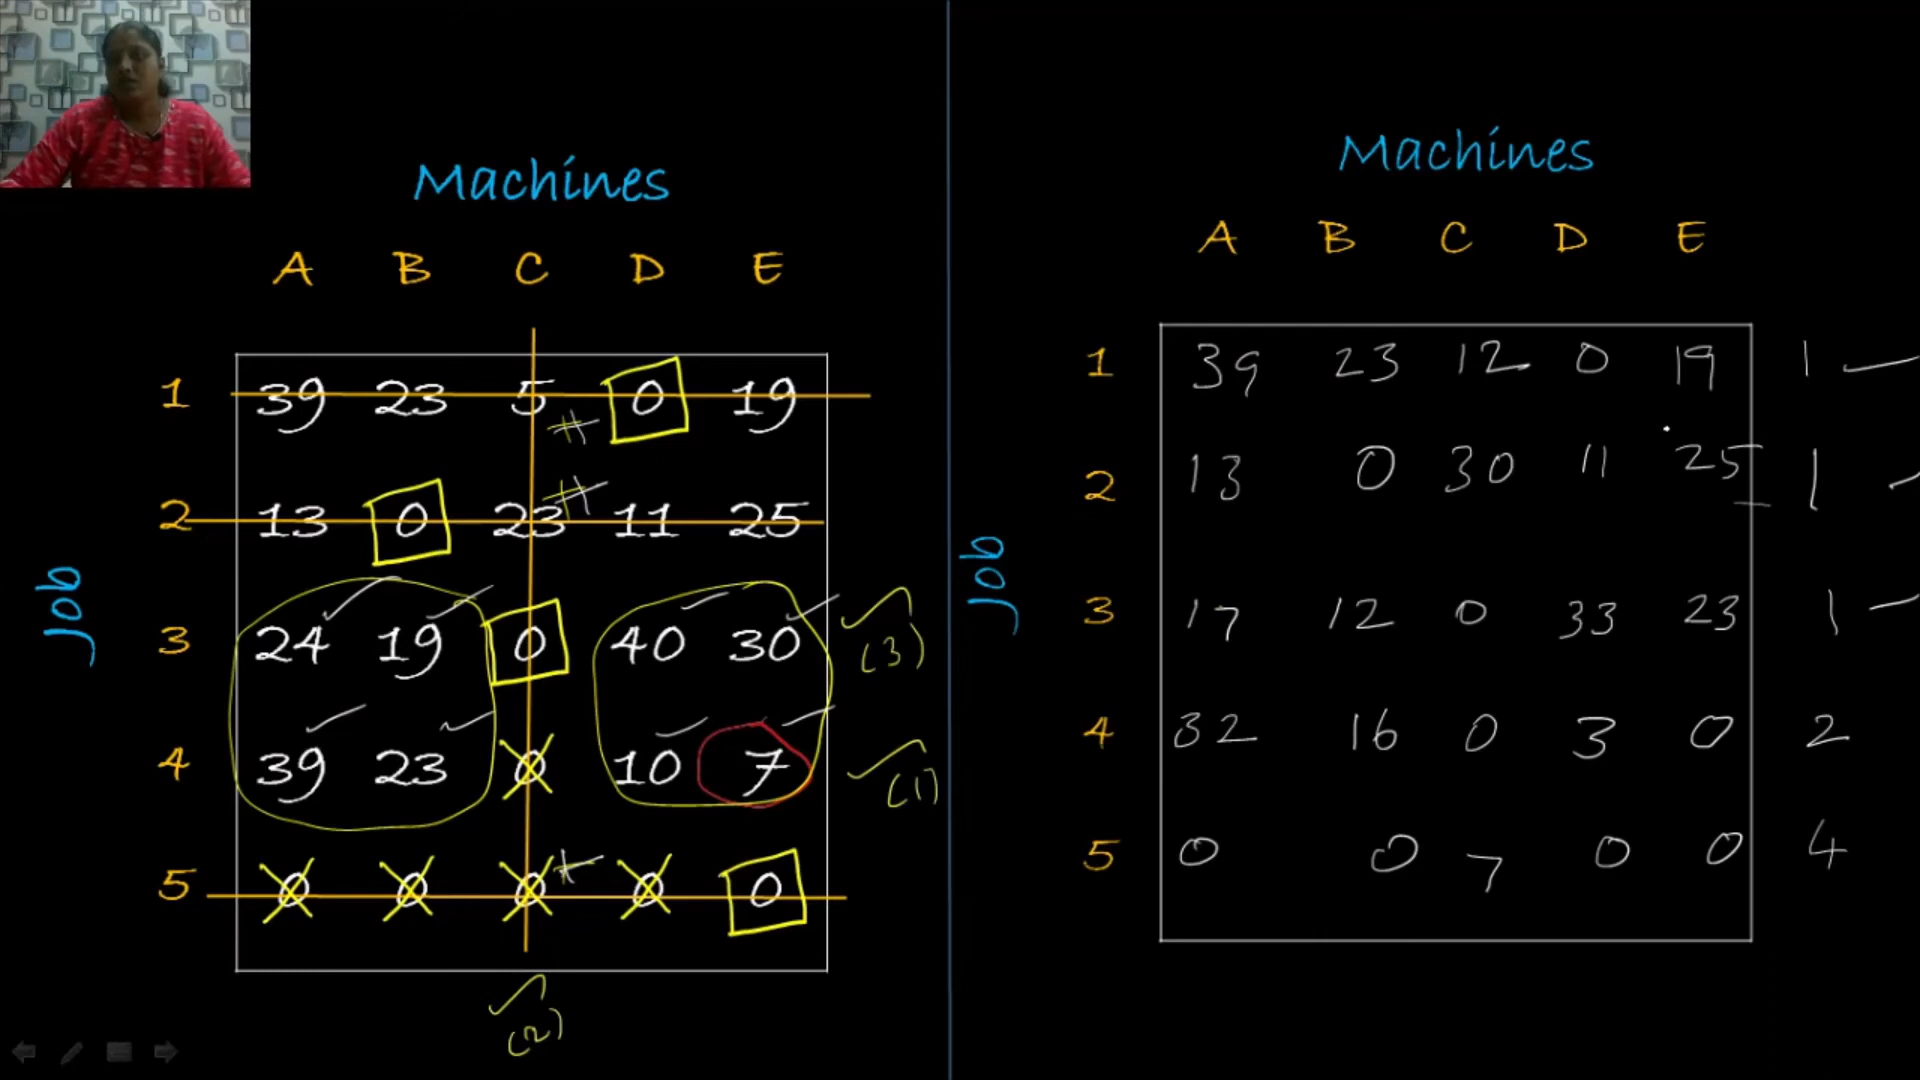 Machines
A B C D E
1 39 23 5 0 19
2 13 0 23 11 25
Job
3 24 19 0 40 30 (3)
4 39 23 0 10 7 (1)
5 0 0 0 0 0
(2)
Machines
A B C D E
1 39 23 12 0 19 1
2 13 0 30 11 25 1
Job
3 17 12 0 33 23 1
4 32 16 0 3 0 2
5 0 0 7 0 0 4